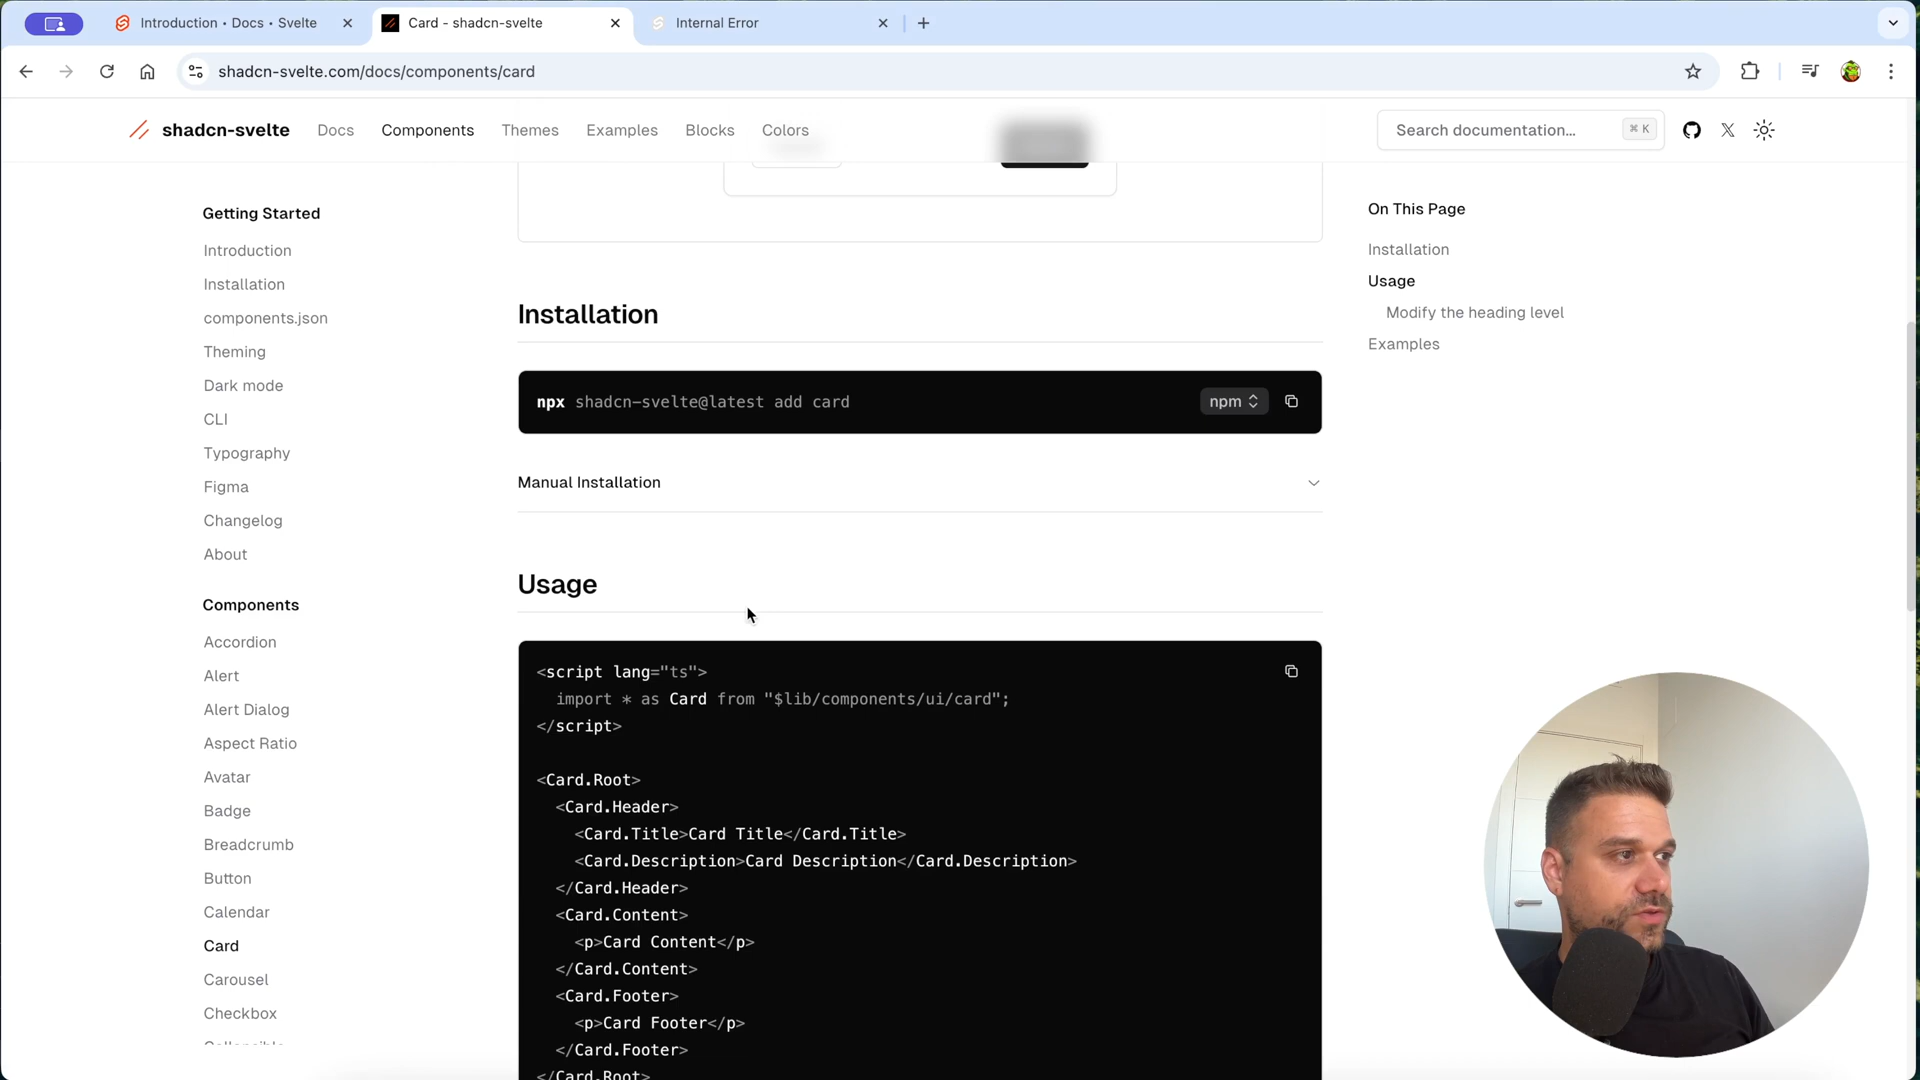 Introduction • Docs • Svelte
Card - shadcn-svelte
Internal Error
shadcn-svelte.com/docs/components/card
shadcn-svelte
Docs
Components
Themes
Examples
Blocks
Colors
Search documentation...
⌘ K
Getting Started
Introduction
Installation
components.json
Theming
Dark mode
CLI
Typography
Figma
Changelog
About
Components
Accordion
Alert
Alert Dialog
Aspect Ratio
Avatar
Badge
Breadcrumb
Button
Calendar
Card
Carousel
Checkbox
Installation
npx shadcn-svelte@latest add card
npm
Manual Installation
Usage
<script lang="ts">
import * as Card from "$lib/components/ui/card";
</script>
<Card.Root>
<Card.Header>
<Card.Title>Card Title</Card.Title>
<Card.Description>Card Description</Card.Description>
</Card.Header>
<Card.Content>
<p>Card Content</p>
</Card.Content>
<Card.Footer>
<p>Card Footer</p>
</Card.Footer>
</Card.Root>
On This Page
Installation
Usage
Modify the heading level
Examples